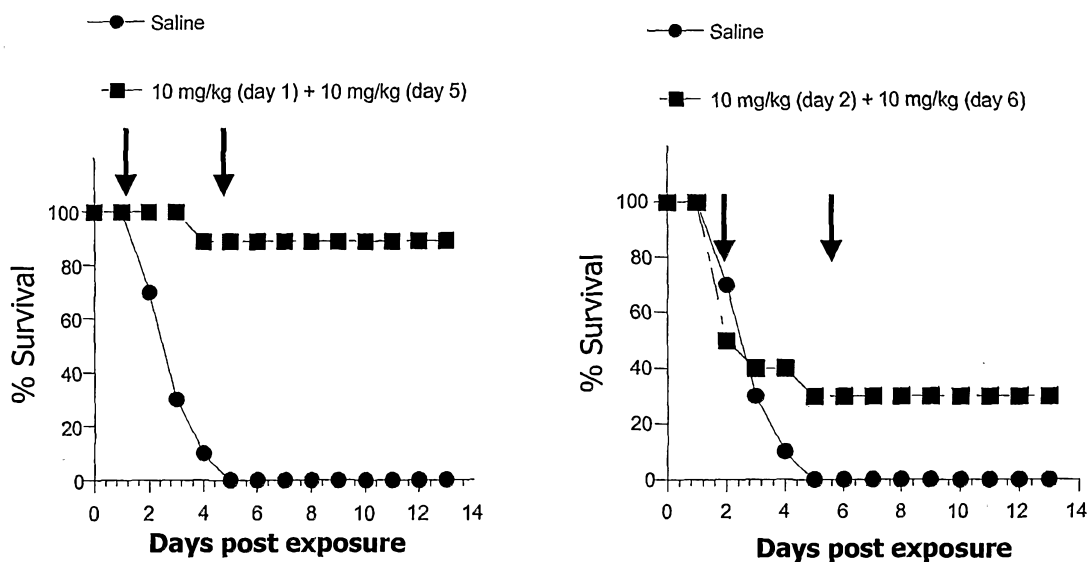 Saline
10 mg/kg (day 1) + 10 mg/kg (day 5)
100
80
60
40
20
0
% Survival
0 2 4 6 8 10 12 14
Days post exposure
Saline
10 mg/kg (day 2) + 10 mg/kg (day 6)
100
80
60
40
20
0
% Survival
0 2 4 6 8 10 12 14
Days post exposure